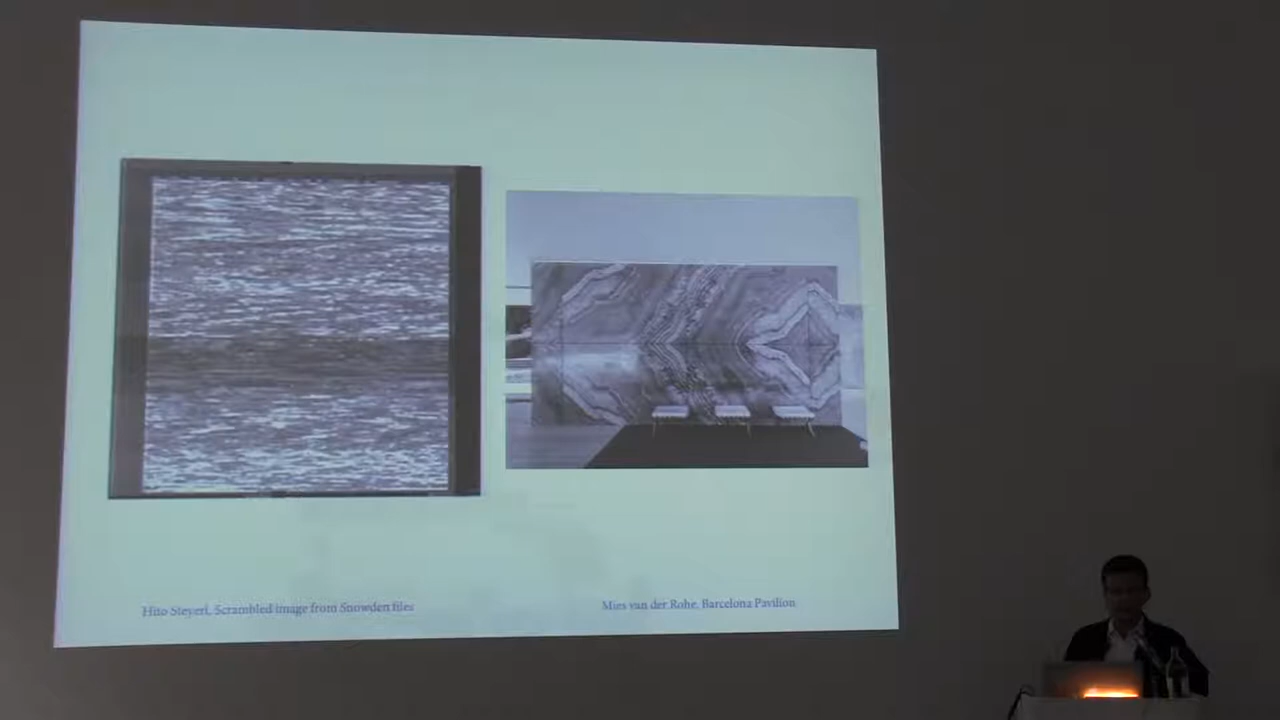 Hito Steyerl, Scrambled image from Snowden files
Mies van der Rohe, Barcelona Pavilion